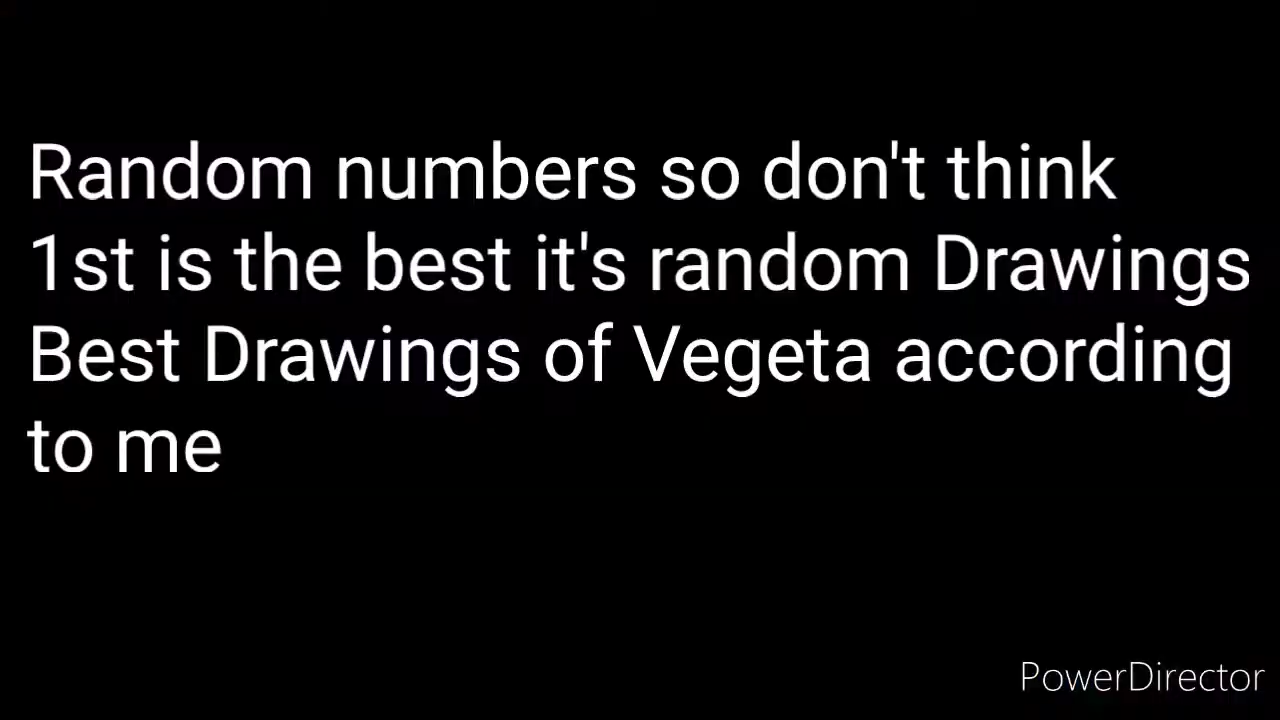 Random numbers so don't think
1st is the best it's random Drawings
Best Drawings of Vegeta according
to me
PowerDirector